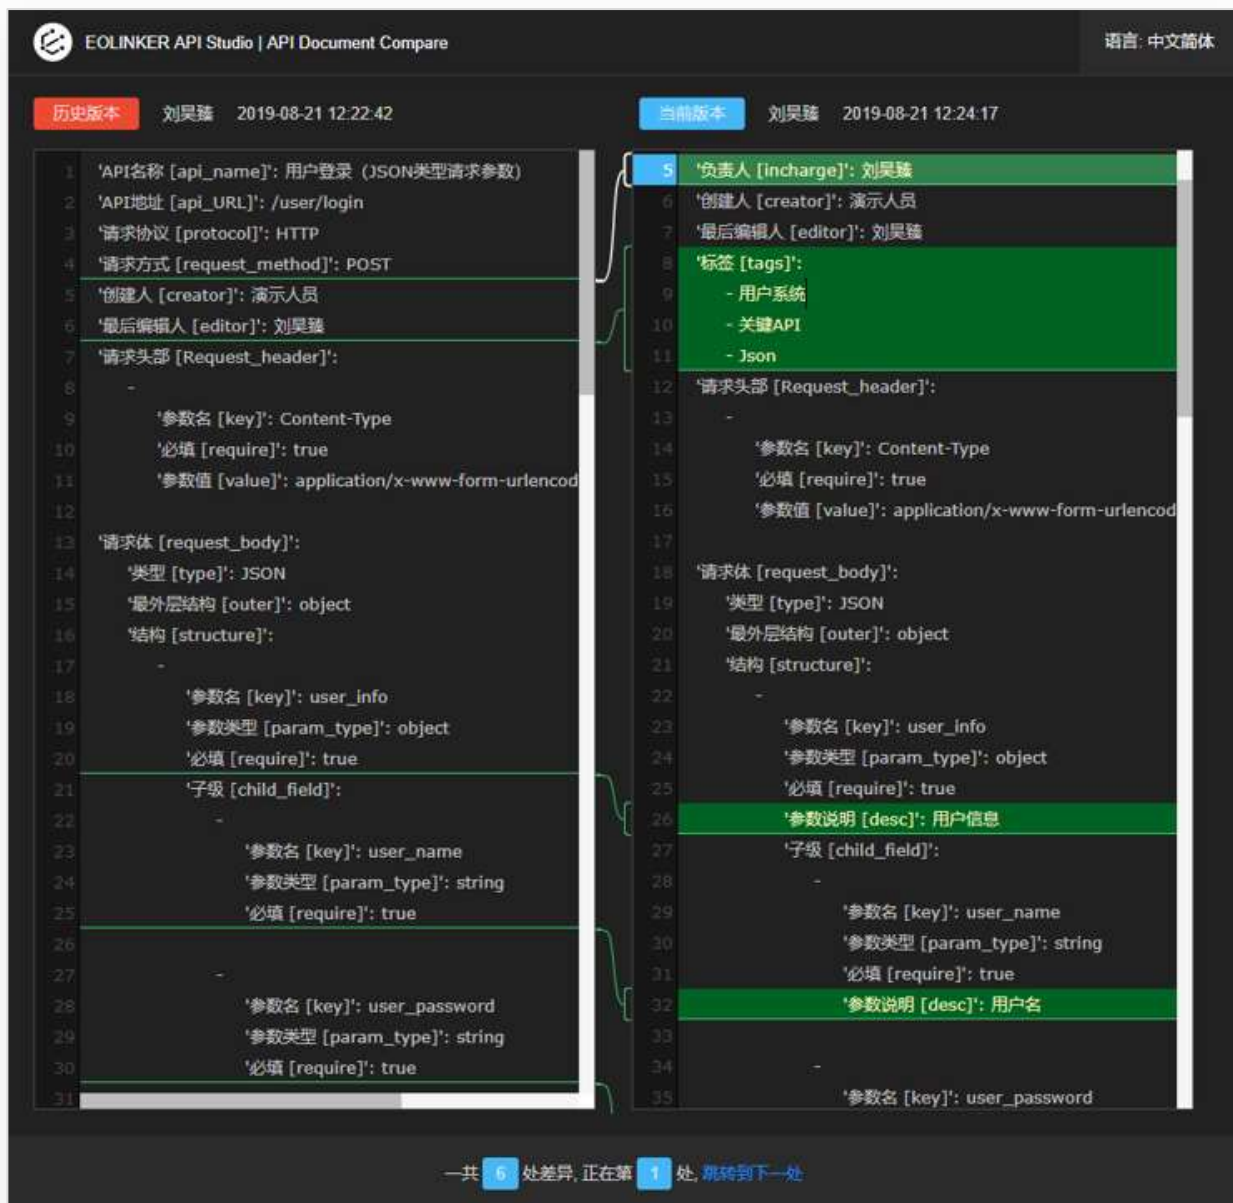 EOLINKER API Studio | API Document Compare
语言: 中文简体
历史版本 刘昊臻 2019-08-21 12:22:42
1 'API名称 [api_name]': 用户登录 (JSON类型请求参数)
2 'API地址 [api_URL]': /user/login
3 '请求协议 [protocol]': HTTP
4 '请求方式 [request_method]': POST
5 '创建人 [creator]': 演示人员
6 '最后编辑人 [editor]': 刘昊臻
7 '请求头部 [Request_header]':
8 -
9 '参数名 [key]': Content-Type
10 '必填 [require]': true
11 '参数值 [value]': application/x-www-form-urlencod
12
13 '请求体 [request_body]':
14 '类型 [type]': JSON
15 '最外层结构 [outer]': object
16 '结构 [structure]':
17 -
18 '参数名 [key]': user_info
19 '参数类型 [param_type]': object
20 '必填 [require]': true
21 '子级 [child_field]':
22 -
23 '参数名 [key]': user_name
24 '参数类型 [param_type]': string
25 '必填 [require]': true
26
27 -
28 '参数名 [key]': user_password
29 '参数类型 [param_type]': string
30 '必填 [require]': true
31
当前版本 刘昊臻 2019-08-21 12:24:17
5 '负责人 [incharge]': 刘昊臻
6 '创建人 [creator]': 演示人员
7 '最后编辑人 [editor]': 刘昊臻
8 '标签 [tags]':
9 - 用户系统
10 - 关键API
11 - Json
12 '请求头部 [Request_header]':
13 -
14 '参数名 [key]': Content-Type
15 '必填 [require]': true
16 '参数值 [value]': application/x-www-form-urlencod
17
18 '请求体 [request_body]':
19 '类型 [type]': JSON
20 '最外层结构 [outer]': object
21 '结构 [structure]':
22 -
23 '参数名 [key]': user_info
24 '参数类型 [param_type]': object
25 '必填 [require]': true
26 '参数说明 [desc]': 用户信息
27 '子级 [child_field]':
28 -
29 '参数名 [key]': user_name
30 '参数类型 [param_type]': string
31 '必填 [require]': true
32 '参数说明 [desc]': 用户名
33
34 -
35 '参数名 [key]': user_password
一共 6 处差异, 正在第 1 处, 跳转到下一处